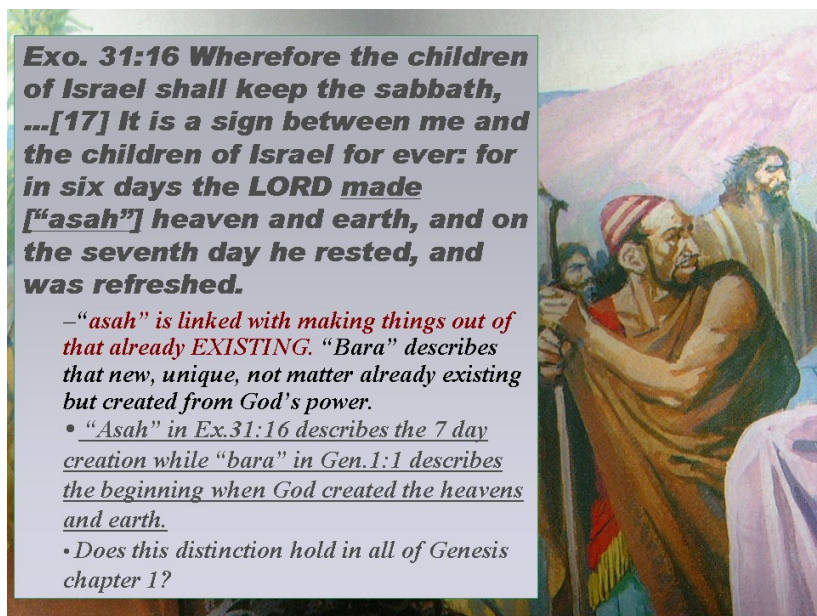 Exo. 31:16 Wherefore the children
of Israel shall keep the sabbath,
...[17] It is a sign between me and
the children of Israel for ever: for
in six days the LORD made
[“asah”] heaven and earth, and on
the seventh day he rested, and
was refreshed.
–“asah” is linked with making things out of
that already EXISTING. “Bara” describes
that new, unique, not matter already existing
but created from God’s power.
• “Asah” in Ex.31:16 describes the 7 day
creation while “bara” in Gen.1:1 describes
the beginning when God created the heavens
and earth.
• Does this distinction hold in all of Genesis
chapter 1?